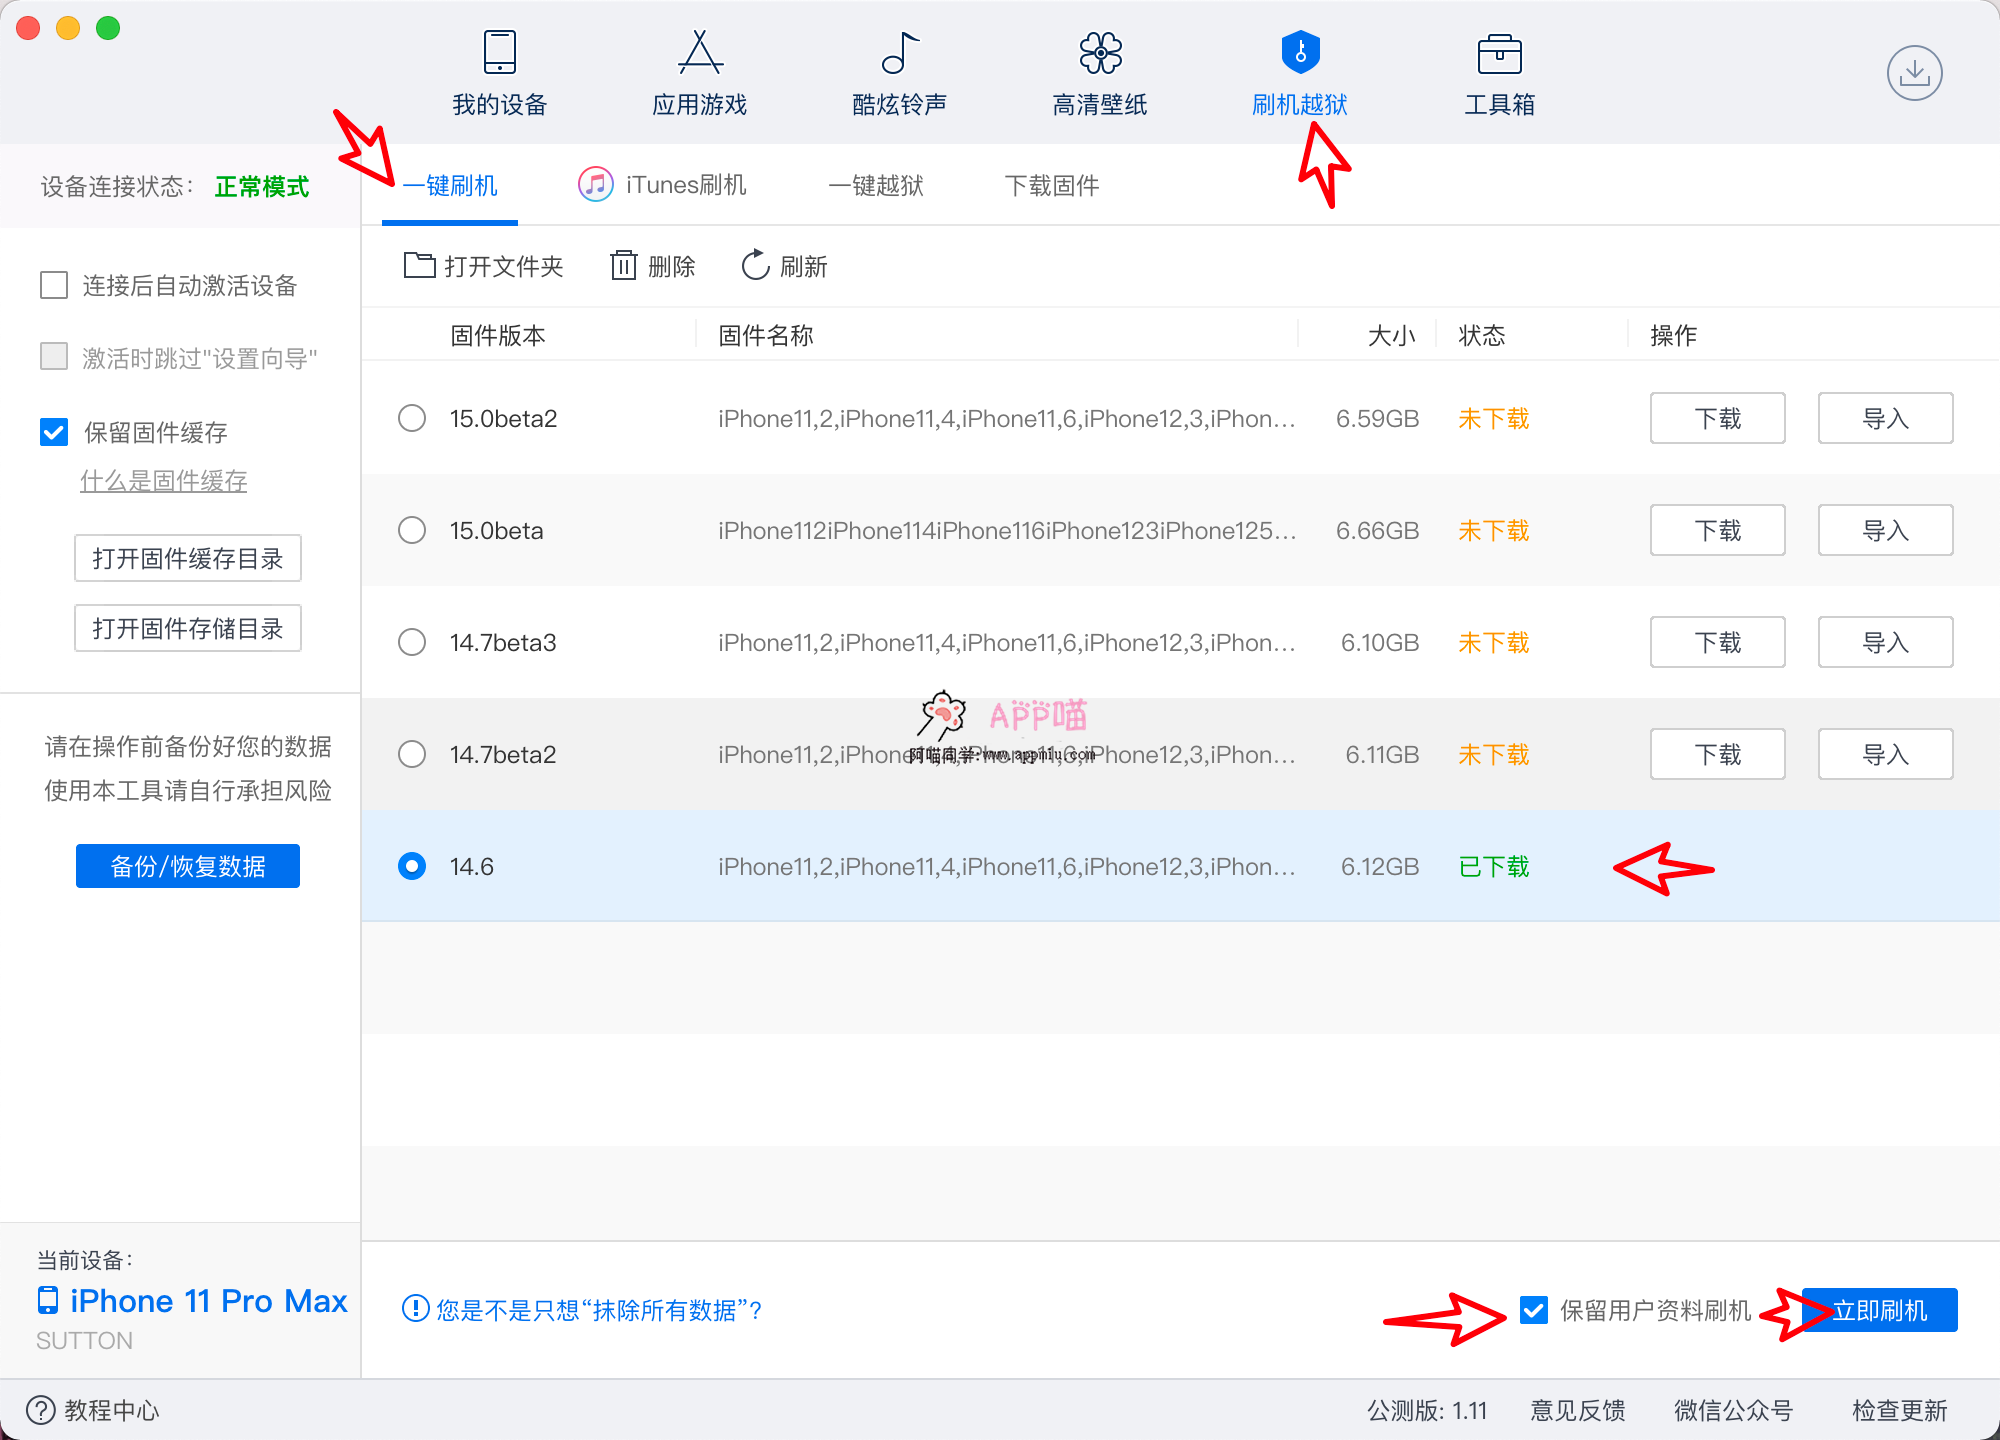 我的设备 应用游戏 酷炫铃声 高清壁纸 刷机越狱 工具箱
设备连接状态： 正常模式
一键刷机 iTunes刷机 一键越狱 下载固件
连接后自动激活设备
激活时跳过"设置向导"
保留固件缓存
什么是固件缓存
打开固件缓存目录
打开固件存储目录
请在操作前备份好您的数据
使用本工具请自行承担风险
备份/恢复数据
打开文件夹 删除 刷新
固件版本 固件名称 大小 状态 操作
15.0beta2 iPhone11,2,iPhone11,4,iPhone11,6,iPhone12,3,iPhon... 6.59GB 未下载 下载 导入
15.0beta iPhone112iPhone114iPhone116iPhone123iPhone125... 6.66GB 未下载 下载 导入
14.7beta3 iPhone11,2,iPhone11,4,iPhone11,6,iPhone12,3,iPhon... 6.10GB 未下载 下载 导入
APP喵
14.7beta2 iPhone11,2,iPhone11,4,iPhone11,6,iPhone12,3,iPhon... 6.11GB 未下载 下载 导入
阿喵同学:www.appmiu.com
14.6 iPhone11,2,iPhone11,4,iPhone11,6,iPhone12,3,iPhon... 6.12GB 已下载
当前设备：
iPhone 11 Pro Max
SUTTON
您是不是只想“抹除所有数据”？ 保留用户资料刷机 立即刷机
教程中心 公测版: 1.11 意见反馈 微信公众号 检查更新